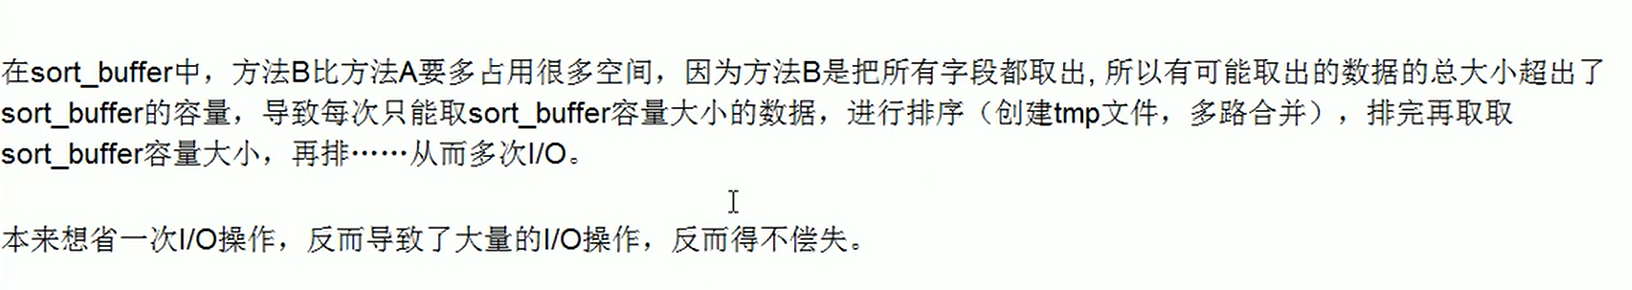 在sort_buffer中，方法B比方法A要多占用很多空间，因为方法B是把所有字段都取出, 所以有可能取出的数据的总大小超出了
sort_buffer的容量，导致每次只能取sort_buffer容量大小的数据，进行排序（创建tmp文件，多路合并），排完再取取
sort_buffer容量大小，再排……从而多次I/O。
本来想省一次I/O操作，反而导致了大量的I/O操作，反而得不偿失。